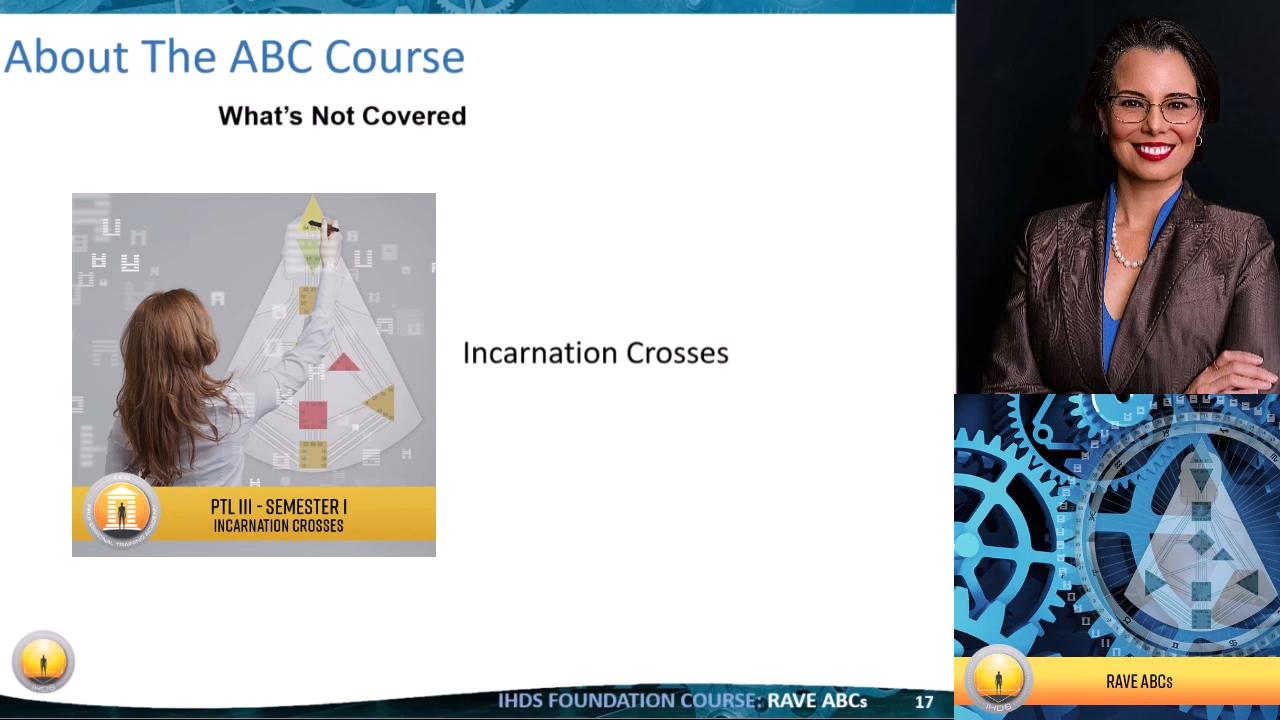 About The ABC Course
What’s Not Covered
Incarnation Crosses
PTL III - SEMESTER I
INCARNATION CROSSES
IHDS FOUNDATION COURSE: RAVE ABCs
17
RAVE ABCs
IHDS